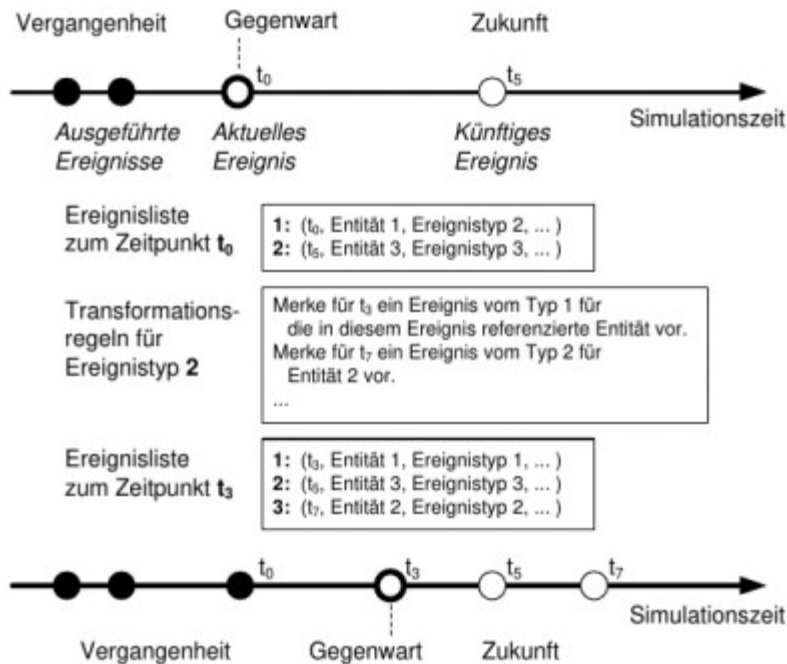 Vergangenheit Gegenwart Zukunft
t0 t5
Simulationszeit
Ausgeführte Aktuelles Künftiges
Ereignisse Ereignis Ereignis
Ereignisliste
zum Zeitpunkt t0
1: (t0, Entität 1, Ereignistyp 2, ... )
2: (t5, Entität 3, Ereignistyp 3, ... )
Transformations-
regeln für
Ereignistyp 2
Merke für t3 ein Ereignis vom Typ 1 für
die in diesem Ereignis referenzierte Entität vor.
Merke für t7 ein Ereignis vom Typ 2 für
Entität 2 vor.
...
Ereignisliste
zum Zeitpunkt t3
1: (t3, Entität 1, Ereignistyp 1, ... )
2: (t5, Entität 3, Ereignistyp 3, ... )
3: (t7, Entität 2, Ereignistyp 2, ... )
t0 t3 t5 t7
Simulationszeit
Vergangenheit Gegenwart Zukunft